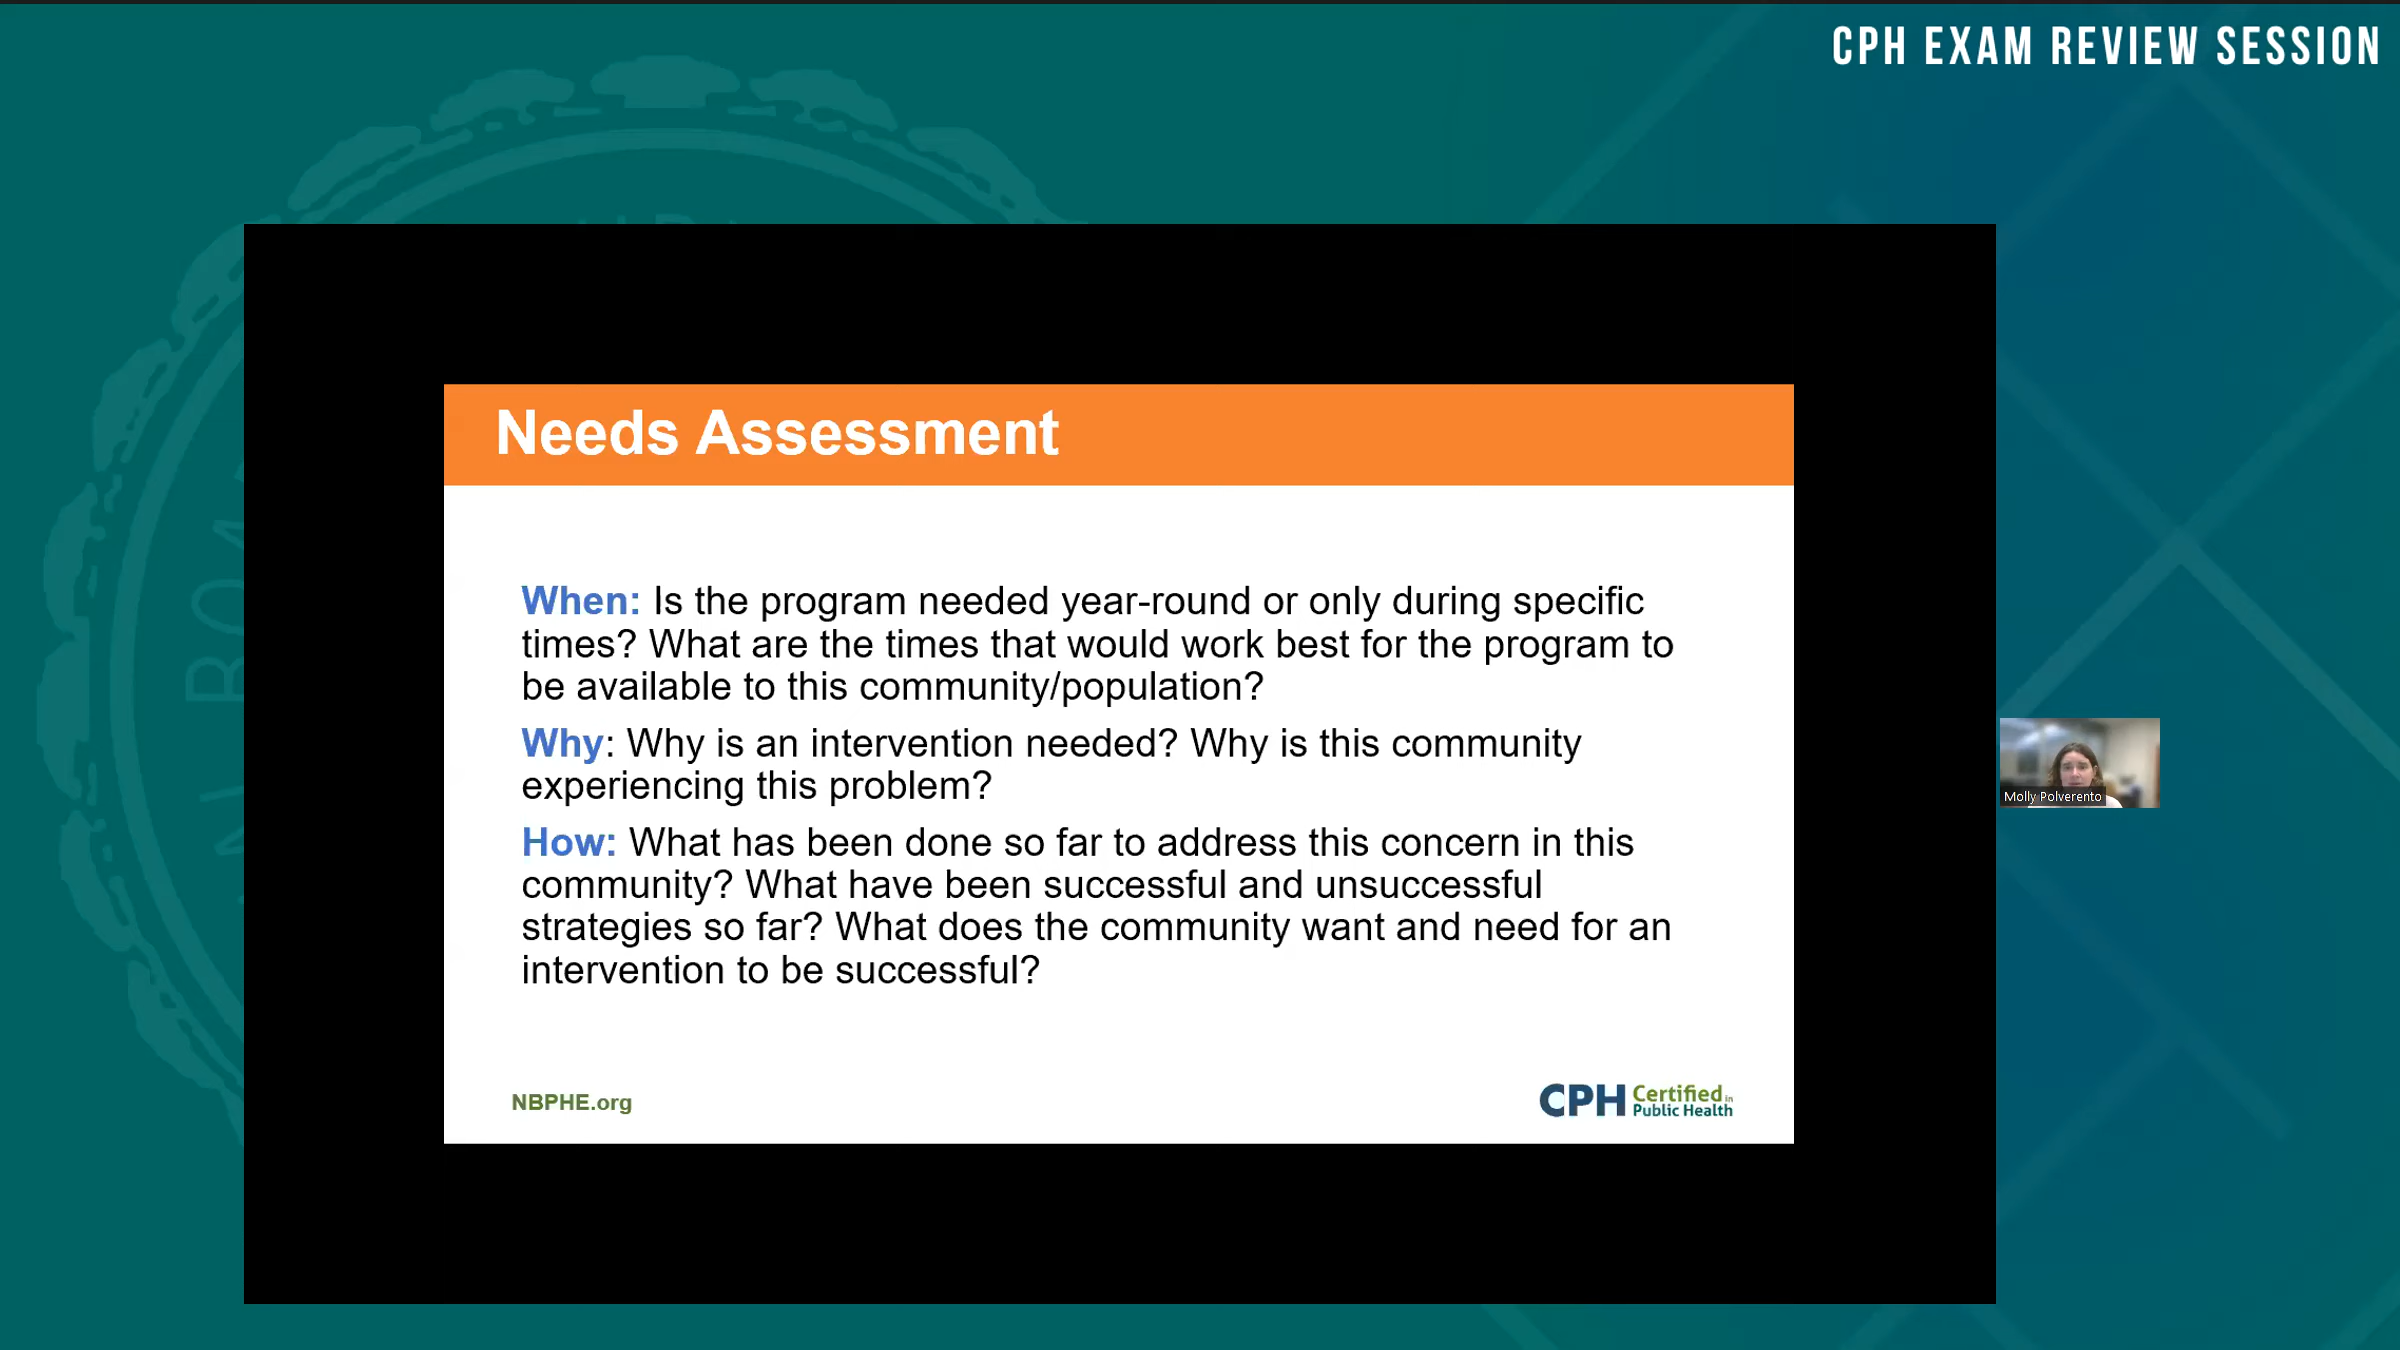 CPH EXAM REVIEW SESSION
Needs Assessment
When: Is the program needed year-round or only during specific
times? What are the times that would work best for the program to
be available to this community/population?
Why: Why is an intervention needed? Why is this community
experiencing this problem?
How: What has been done so far to address this concern in this
community? What have been successful and unsuccessful
strategies so far? What does the community want and need for an
intervention to be successful?
NBPHE.org
CPH Certified in
Public Health
Molly Polverento